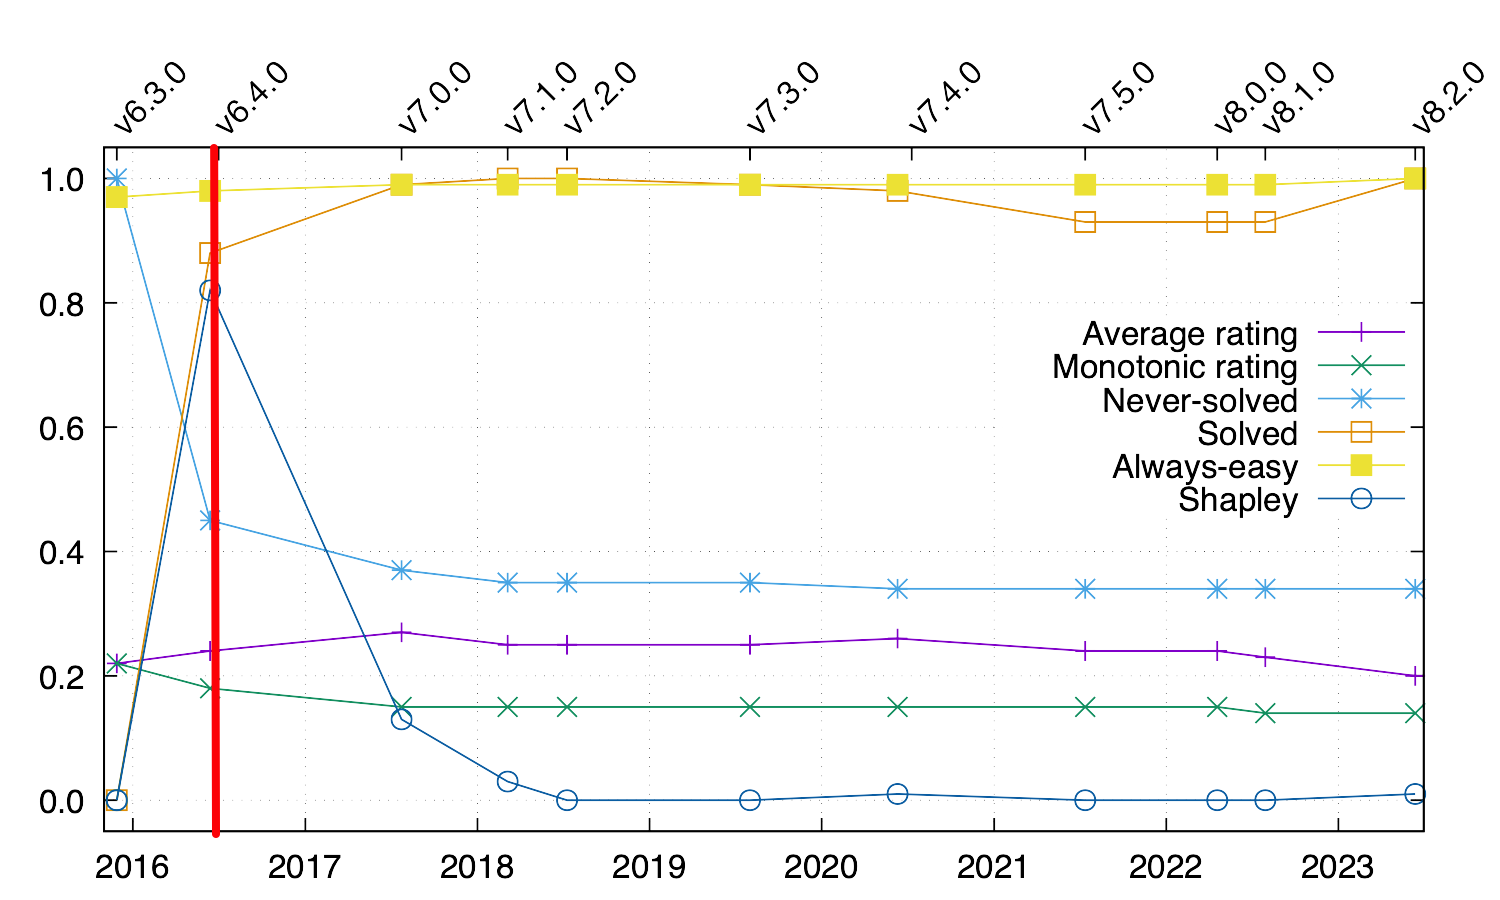 v6.3.0
v6.4.0
v7.0.0
v7.1.0
v7.2.0
v7.3.0
v7.4.0
v7.5.0
v8.0.0
v8.1.0
v8.2.0
1.0
0.8
0.6
0.4
0.2
0.0
Average rating
Monotonic rating
Never-solved
Solved
Always-easy
Shapley
2016 2017 2018 2019 2020 2021 2022 2023